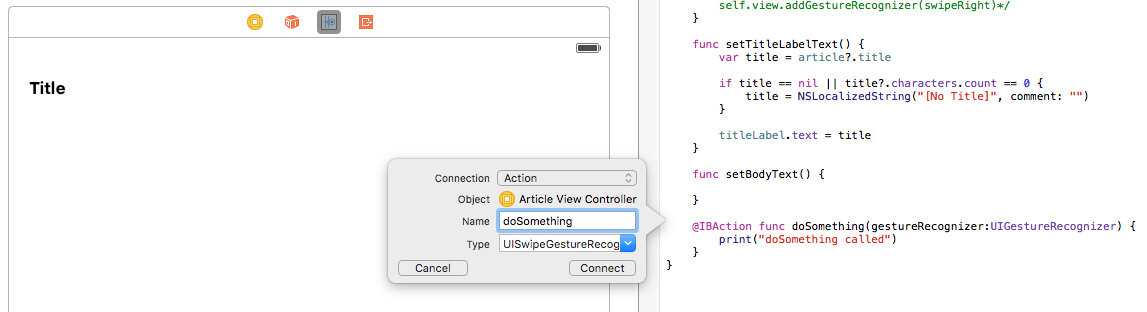 self.view.addGestureRecognizer(swipeRight)*/
}
func setTitleLabelText() {
var title = article?.title
if title == nil || title?.characters.count == 0 {
title = NSLocalizedString("[No Title]", comment: "")
}
titleLabel.text = title
}
func setBodyText() {
}
@IBAction func doSomething(gestureRecognizer:UIGestureRecognizer) {
print("doSomething called")
}
}
Title
Connection Action
Object Article View Controller
Name doSomething
Type UISwipeGestureRecog
Cancel Connect